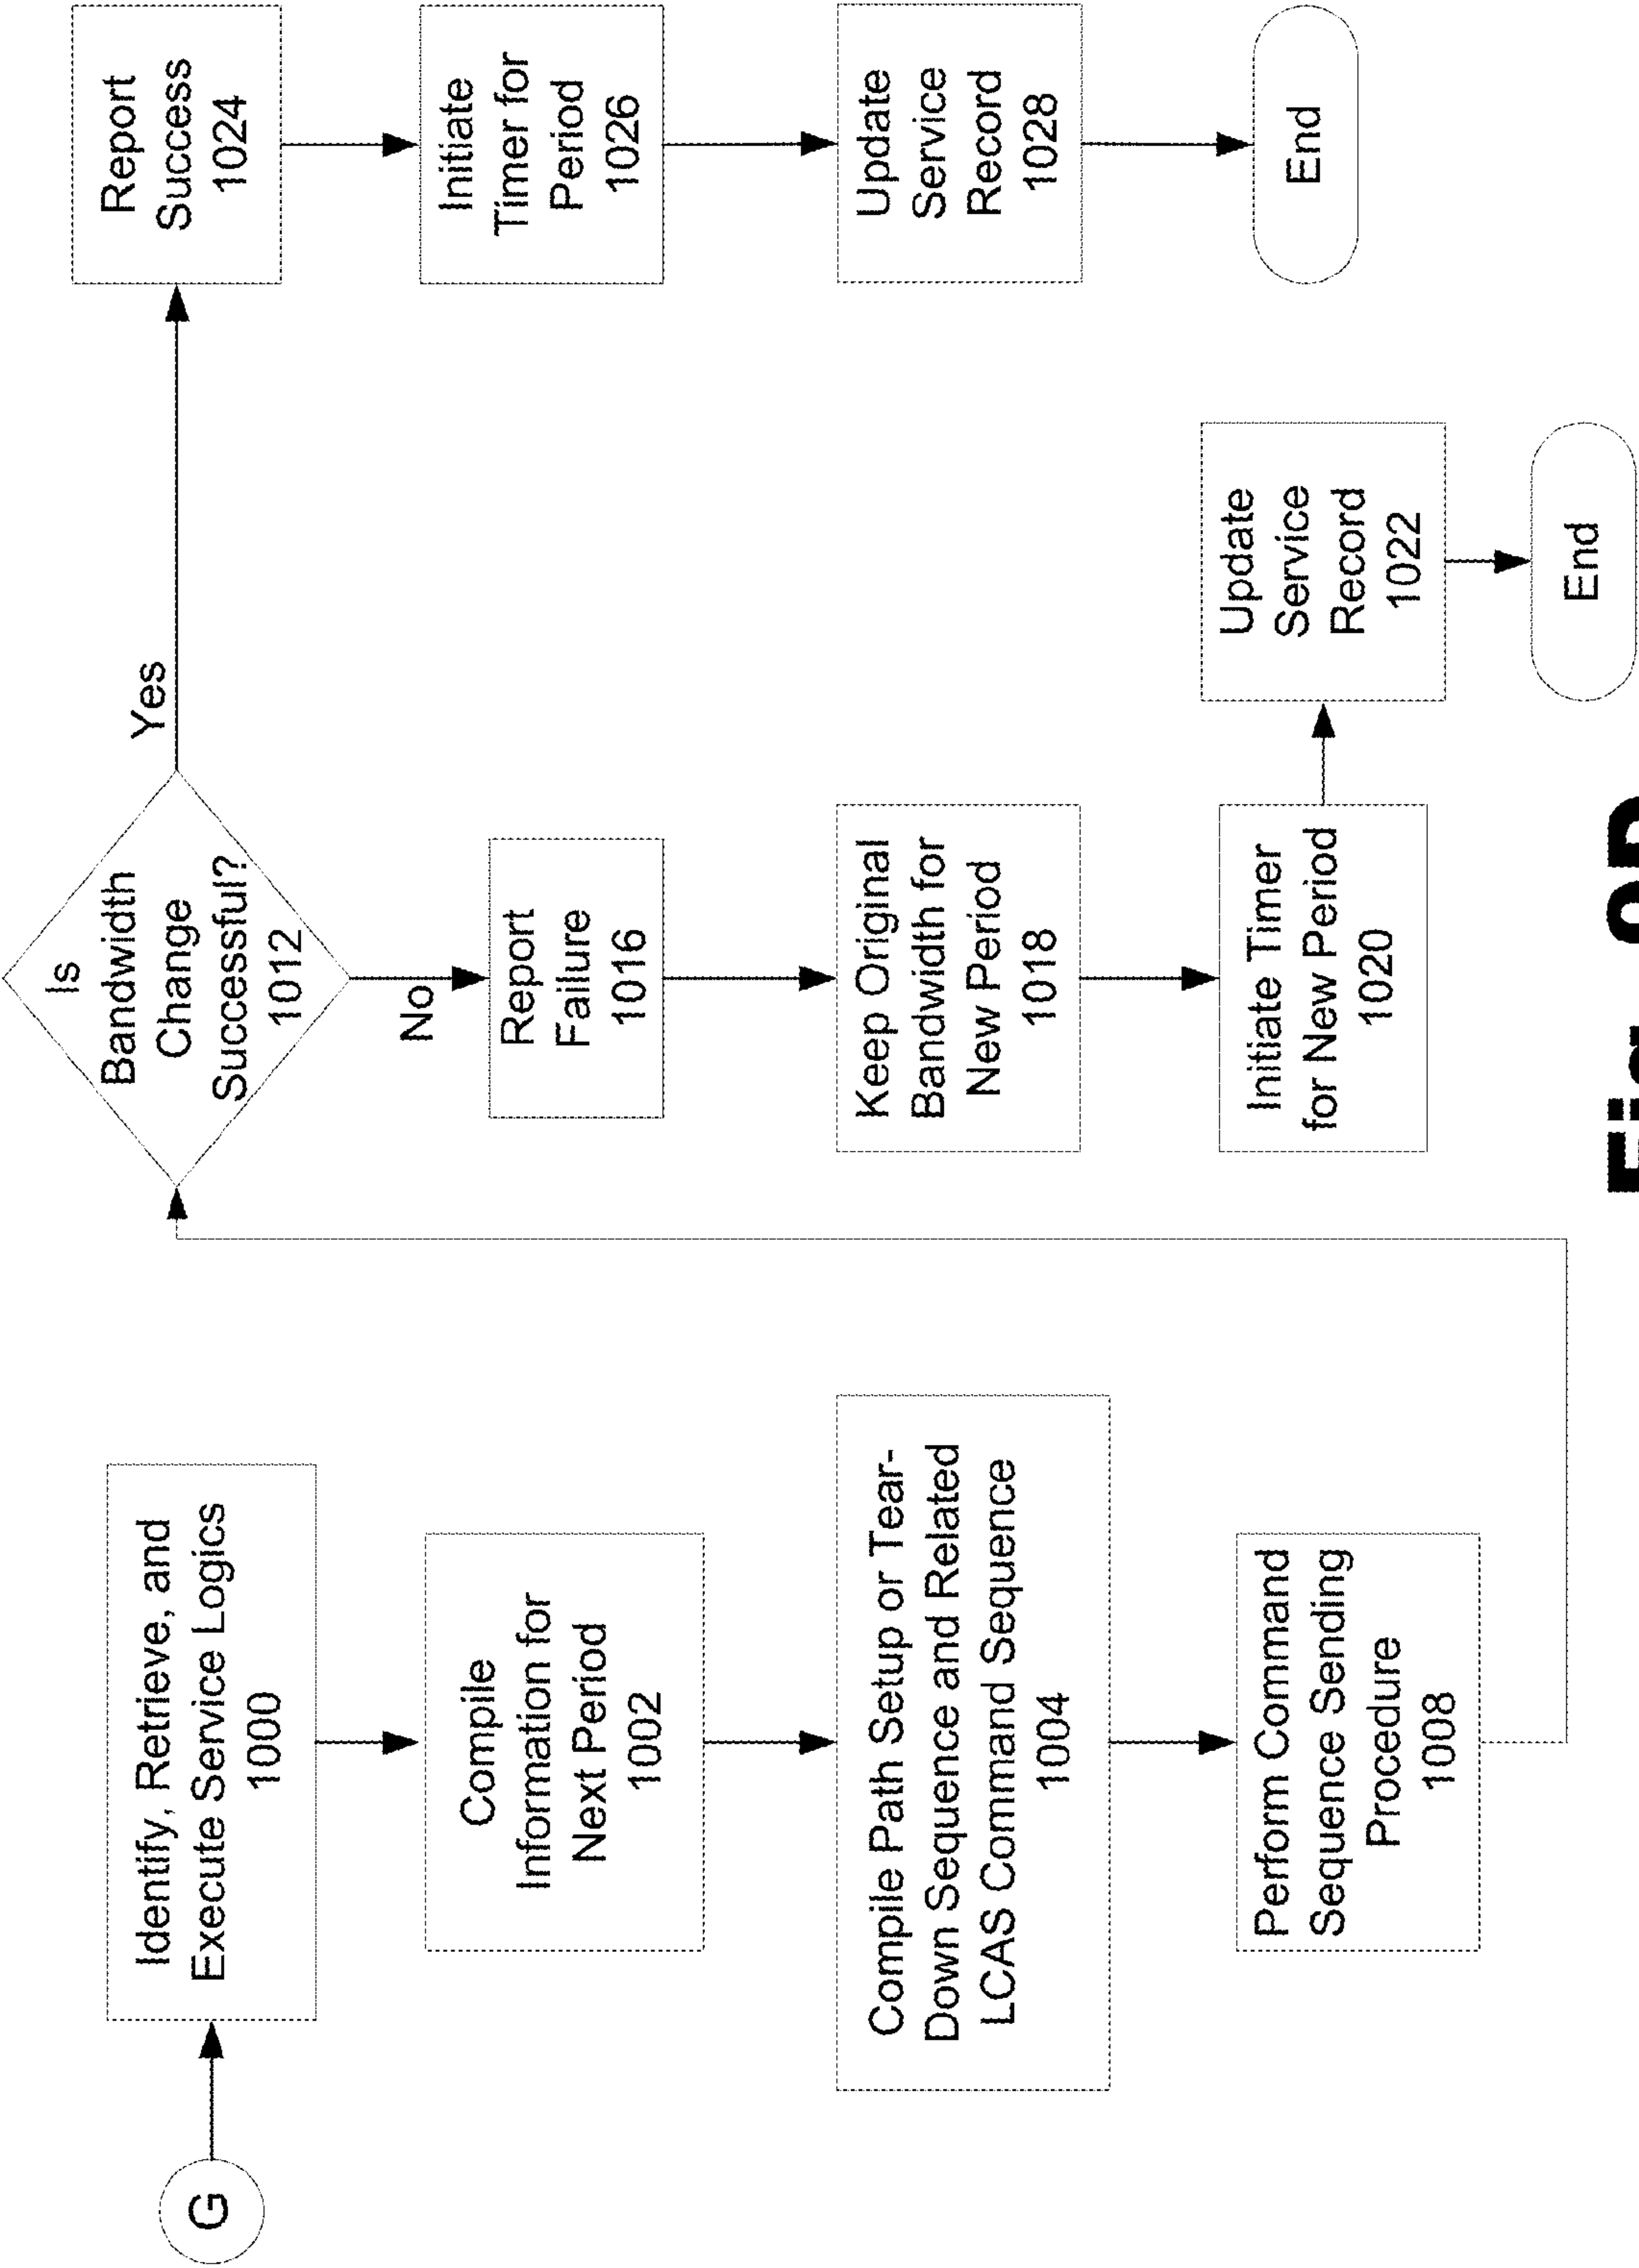 G
Identify, Retrieve, and
Execute Service Logics
1000
Compile
Information for
Next Period
1002
Compile Path Setup or Tear-
Down Sequence and Related
LCAS Command Sequence
1004
Perform Command
Sequence Sending
Procedure
1008
Is
Bandwidth
Change
Successful?
1012
Yes
No
Report
Failure
1016
Keep Original
Bandwidth for
New Period
1018
Initiate Timer
for New Period
1020
Update
Service
Record
1022
End
Report
Success
1024
Initiate
Timer for
Period
1026
Update
Service
Record
1028
End